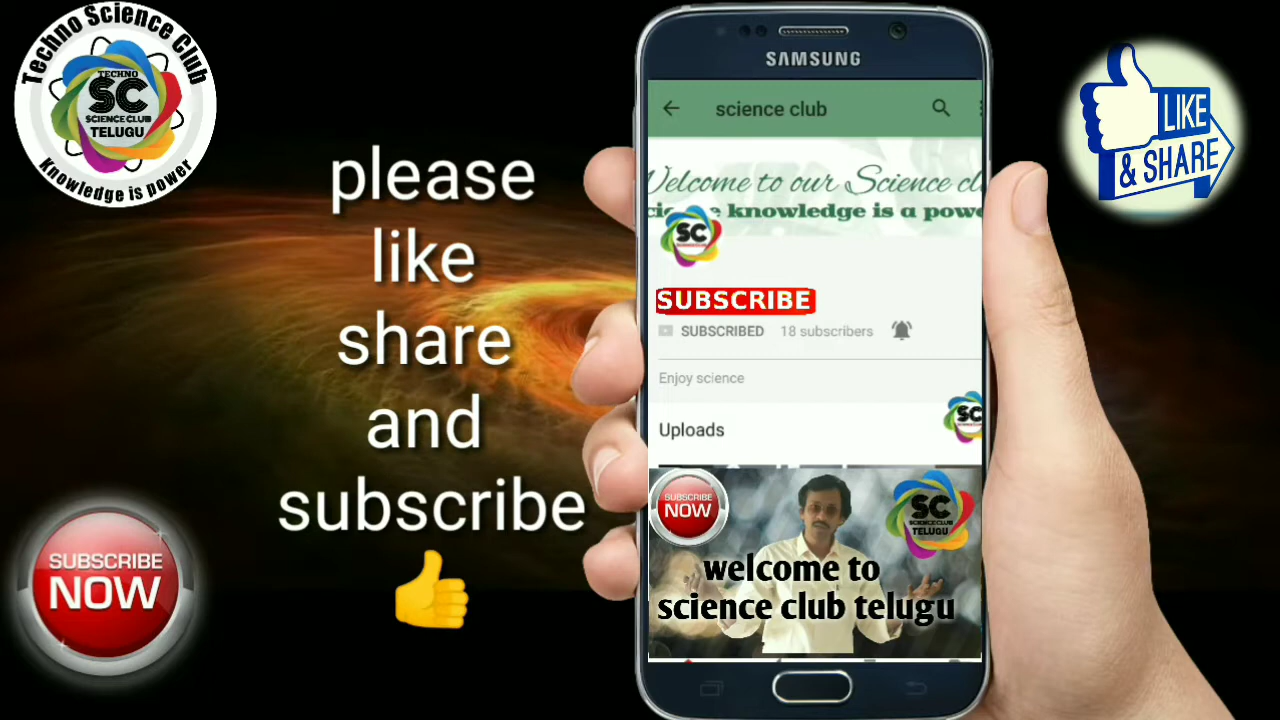 Techno Science Club
TECHNO
SC
SCIENCE CLUB
TELUGU
Knowledge is power
please
like
share
and
subscribe
SUBSCRIBE
NOW
SAMSUNG
science club
Welcome to our Science cl
knowledge is a powe
SC
SUBSCRIBE
SUBSCRIBED 18 subscribers
Enjoy science
Uploads
SC
SUBSCRIBE
NOW
SC
SCIENCE CLUB
TELUGU
welcome to
science club telugu
LIKE
& SHARE